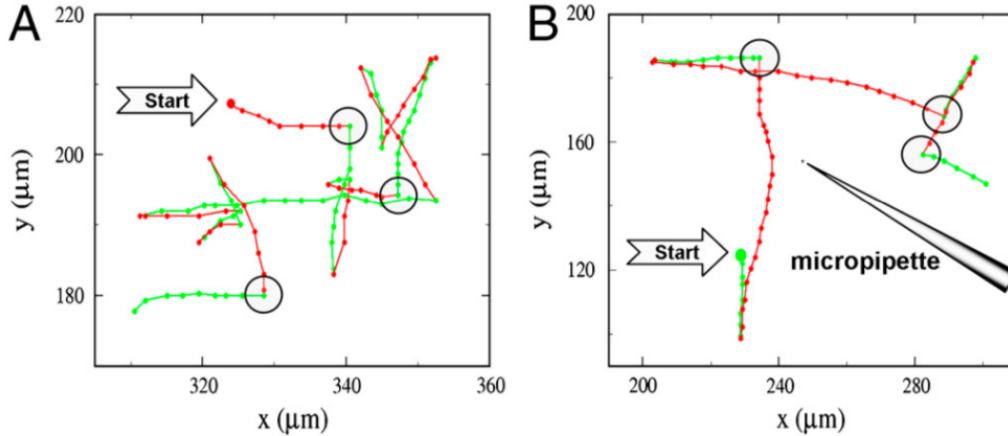 A
220
200
180
y (μm)
Start
320
340
360
x (μm)
B
200
160
120
y (μm)
Start
micropipette
200
240
280
x (μm)